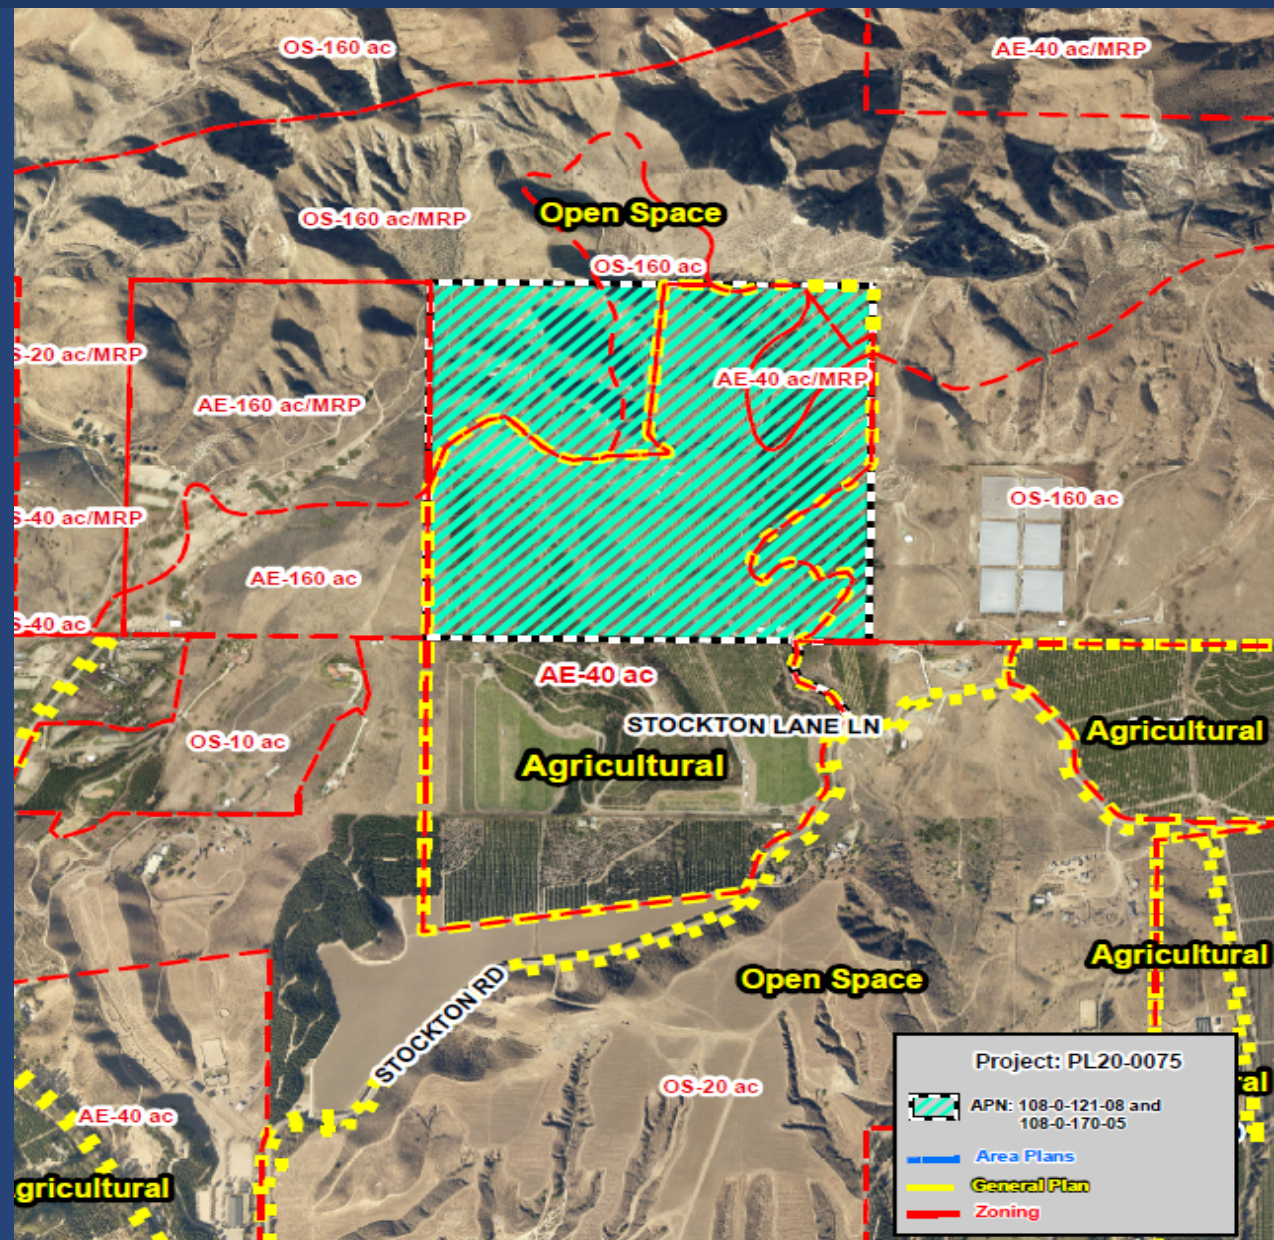 OS-160 ac
AE-40 ac/MRP
OS-160 ac/MRP
Open Space
OS-160 ac
S-20 ac/MRP
AE-40 ac/MRP
AE-160 ac/MRP
OS-160 ac
S-40 ac/MRP
AE-160 ac
S-40 ac
AE-40 ac
STOCKTON LANE LN
Agricultural
OS-10 ac
Agricultural
Agricultural
Open Space
STOCKTON RD
OS-20 ac
AE-40 ac
gricultural
ral
Project: PL20-0075
APN: 108-0-121-08 and
108-0-170-05
Area Plans
General Plan
Zoning